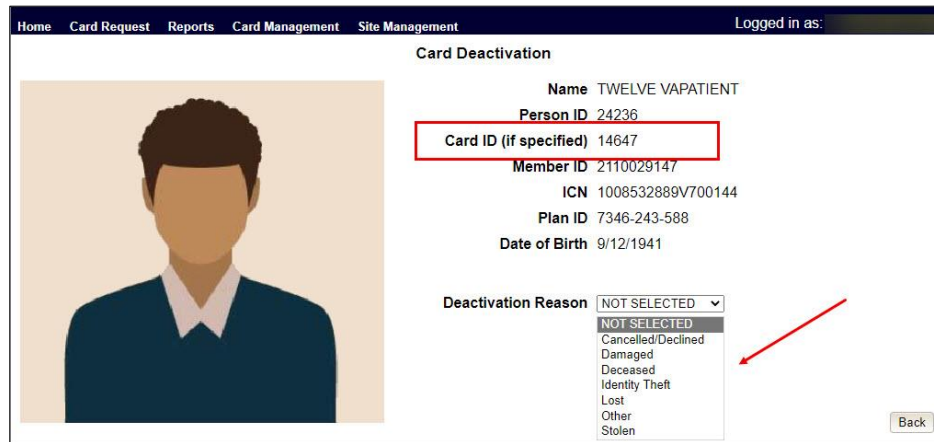 Home Card Request Reports Card Management Site Management Logged in as:
Card Deactivation
Name TWELVE VAPATIENT
Person ID 24236
Card ID (if specified) 14647
Member ID 2110029147
ICN 1008532889V700144
Plan ID 7346-243-588
Date of Birth 9/12/1941
Deactivation Reason NOT SELECTED
NOT SELECTED
Cancelled/Declined
Damaged
Deceased
Identity Theft
Lost
Other
Stolen
Back